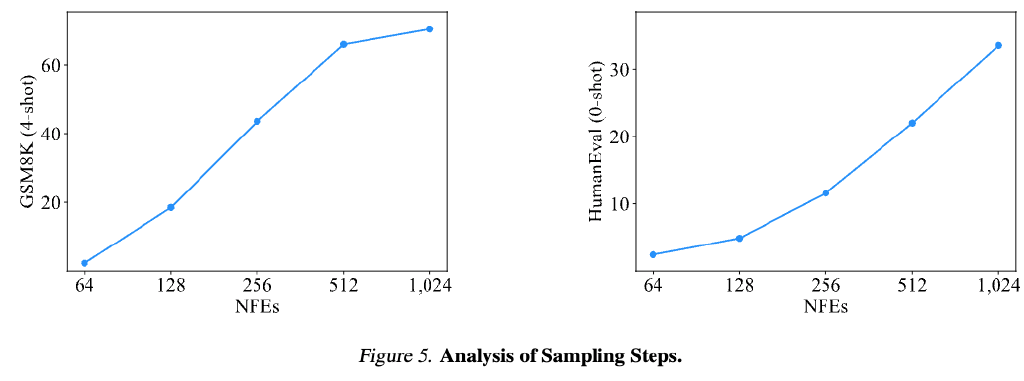 GSM8K (4-shot)
60
40
20
64 128 256 512 1,024
NFEs
HumanEval (0-shot)
30
20
10
64 128 256 512 1,024
NFEs
Figure 5. Analysis of Sampling Steps.